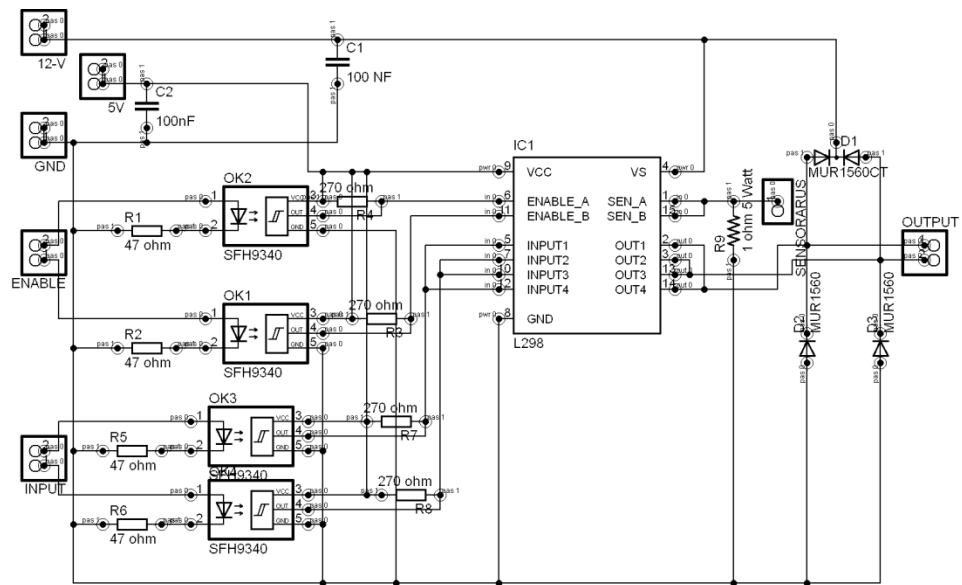 12-V
5V
GND
ENABLE
INPUT
C1
100 NF
C2
100nF
OK2
SFH9340
R1
47 ohm
270 ohm
R4
OK1
SFH9340
R2
47 ohm
270 ohm
R3
OK3
SFH9340
R5
47 ohm
270 ohm
R7
OK4
SFH9340
R6
47 ohm
270 ohm
R8
IC1
VCC VS
ENABLE_A SEN_A
ENABLE_B SEN_B
INPUT1 OUT1
INPUT2 OUT2
INPUT3 OUT3
INPUT4 OUT4
GND
L298
R9
1 ohm 5 Watt
SENSORARUS
D1
MUR1560CT
D2
MUR1560
D3
MUR1560
OUTPUT